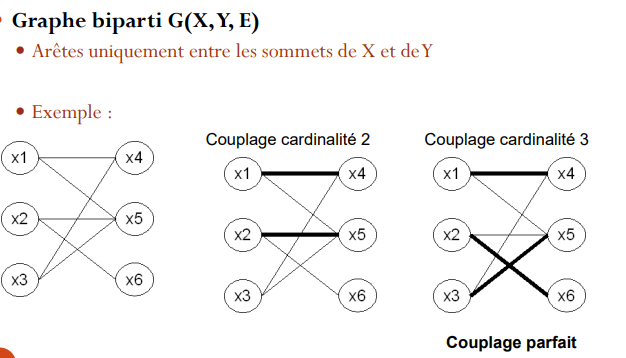 Graphe biparti G(X,Y, E)
• Arêtes uniquement entre les sommets de X et deY
• Exemple :
Couplage cardinalité 2
Couplage cardinalité 3
x1 x4
x2 x5
x3 x6
x1 x4
x2 x5
x3 x6
x1 x4
x2 x5
x3 x6
Couplage parfait